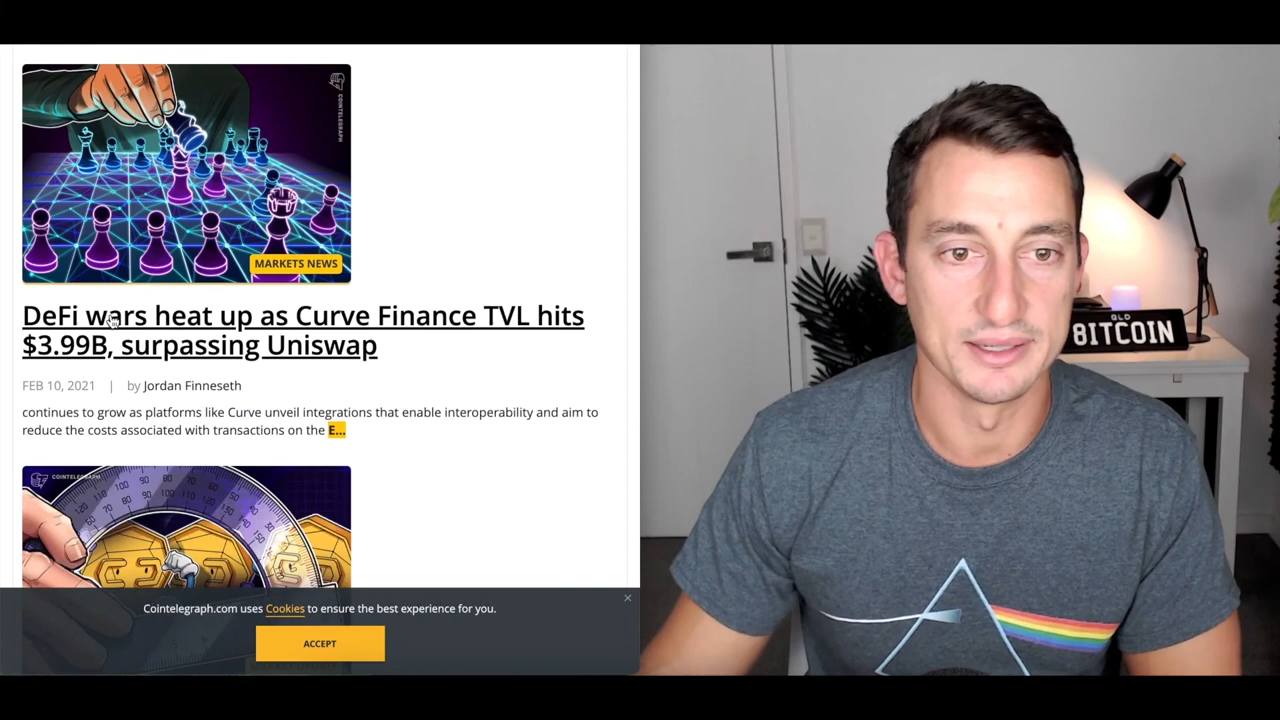 COINTELEGRAPH
MARKETS NEWS
DeFi wars heat up as Curve Finance TVL hits
$3.99B, surpassing Uniswap
FEB 10, 2021 | by Jordan Finneseth
continues to grow as platforms like Curve unveil integrations that enable interoperability and aim to
reduce the costs associated with transactions on the E...
COINTELEGRAPH
Cointelegraph.com uses Cookies to ensure the best experience for you.
ACCEPT
QLD
BITCOIN